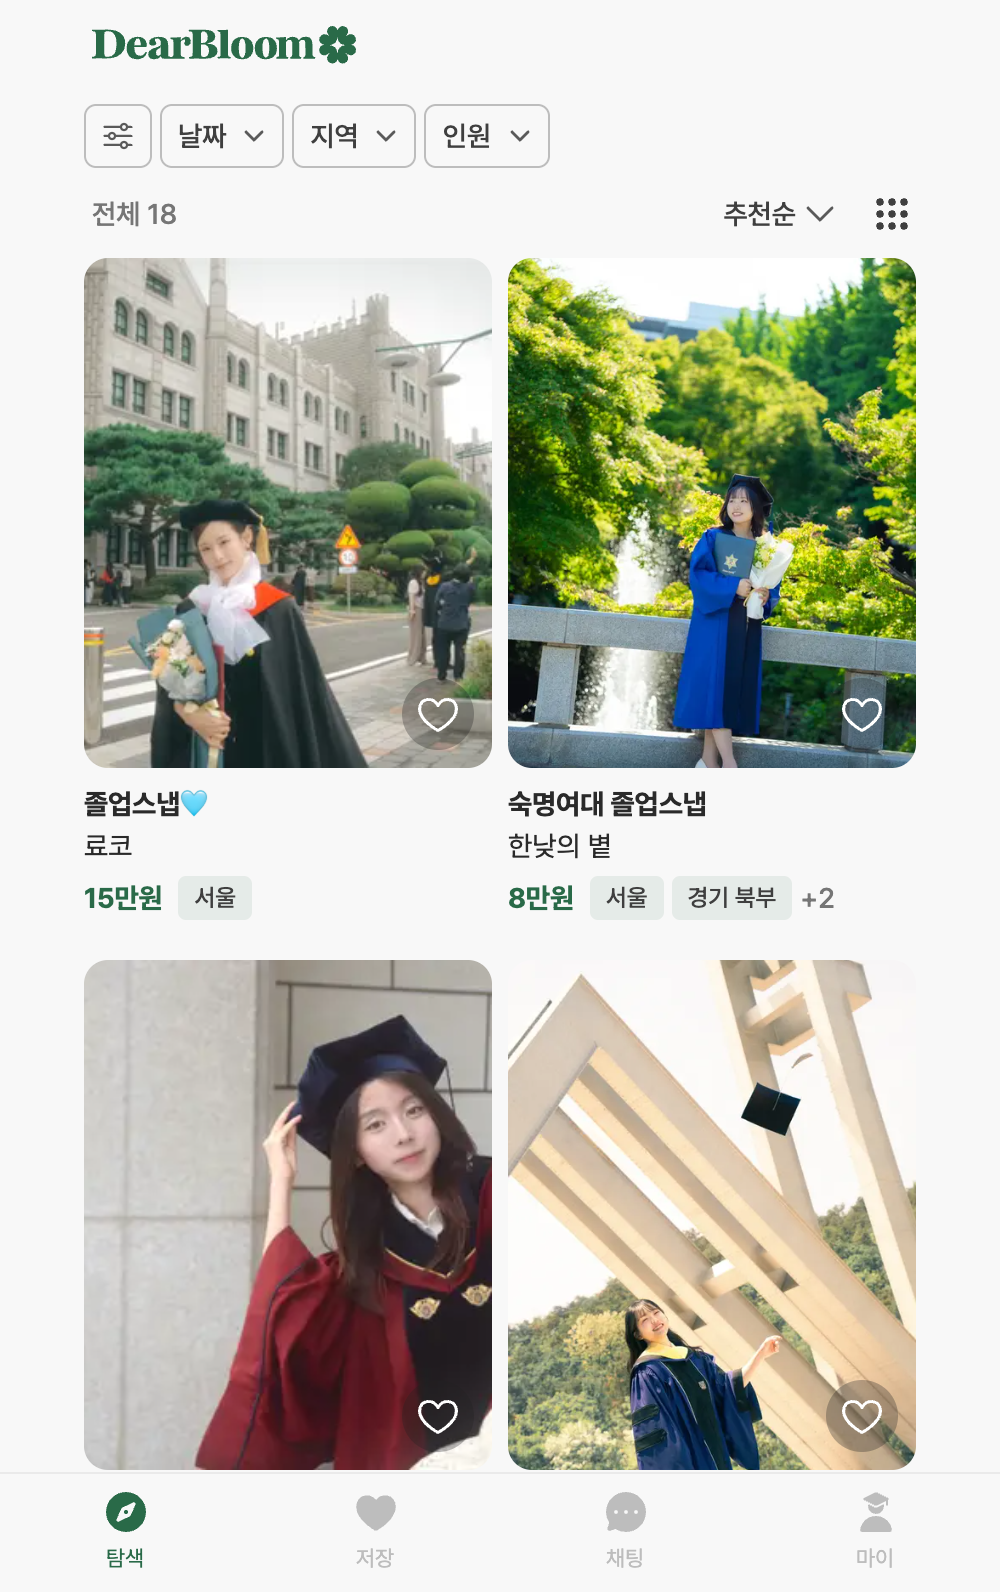 DearBloom
날짜 지역 인원
전체 18 추천순
졸업스냅🩵
료코
15만원 서울
숙명여대 졸업스냅
한낮의 볕
8만원 서울 경기 북부 +2
탐색 저장 채팅 마이